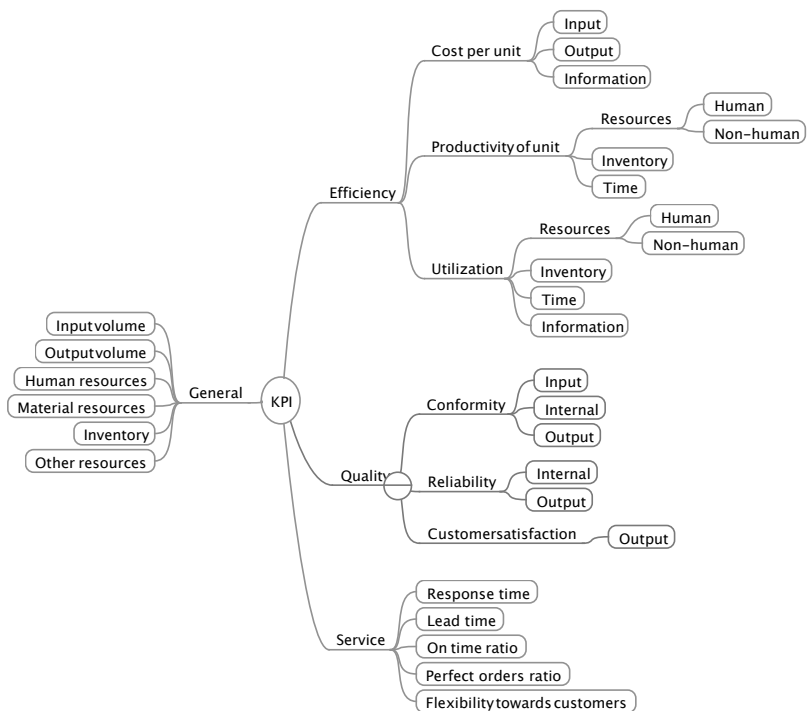 Input
Cost per unit
Output
Information
Human
Resources
Non-human
Productivity of unit
Inventory
Time
Efficiency
Human
Resources
Non-human
Utilization
Inventory
Time
Information
Input volume
Output volume
Human resources
General
Material resources
Inventory
Other resources
KPI
Input
Conformity
Internal
Output
Quality
Internal
Reliability
Output
Customersatisfaction
Output
Response time
Lead time
Service
On time ratio
Perfect orders ratio
Flexibility towards customers